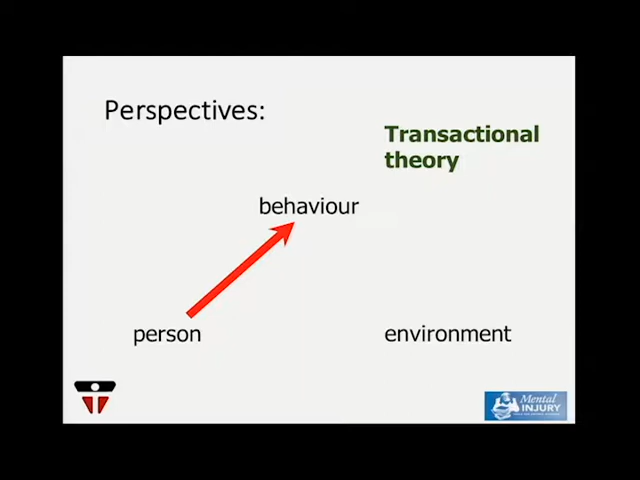 Perspectives:
Transactional
theory
behaviour
person
environment
Mental
INJURY